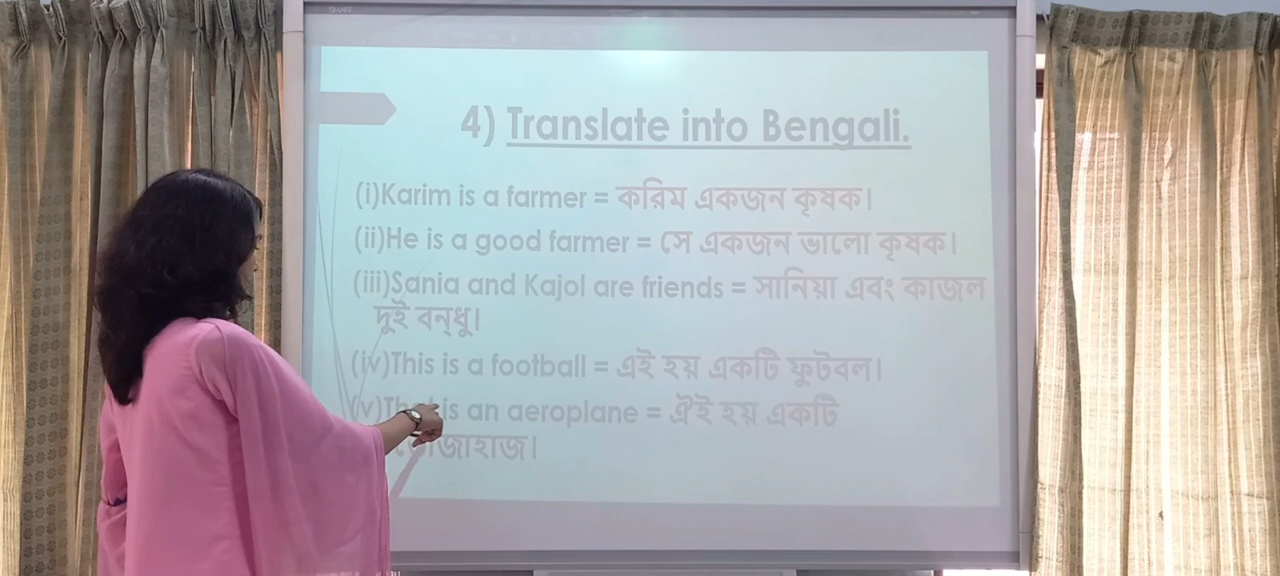 SMART
4) Translate into Bengali.
(i)Karim is a farmer = করিম একজন কৃষক।
(ii)He is a good farmer = সে একজন ভালো কৃষক।
(iii)Sania and Kajol are friends = সানিয়া এবং কাজল
দুই বন্ধু।
(iv)This is a football = এই হয় একটি ফুটবল।
(v) is an aeroplane = ঐই হয় একটি